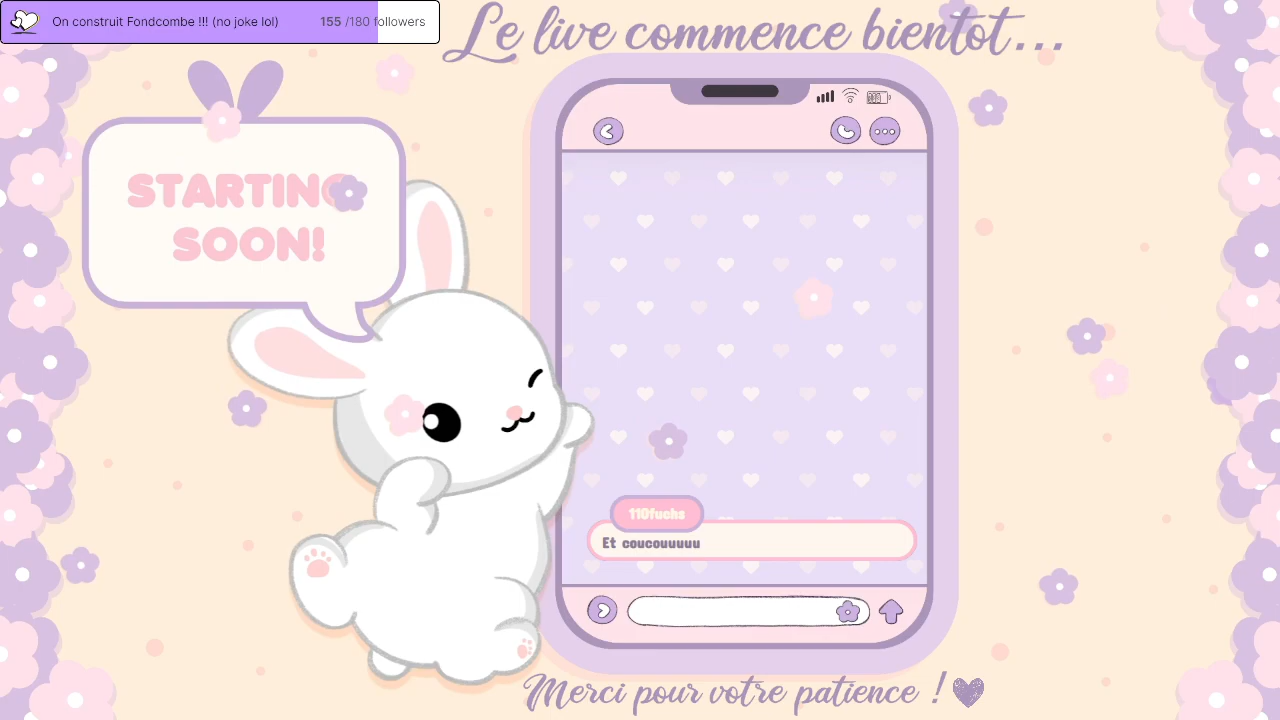 On construit Fondcombe !!! (no joke lol) 155 /180 followers
Le live commence bientot...
STARTING
SOON!
110fuchs
Et coucouuuuu
Merci pour votre patience !